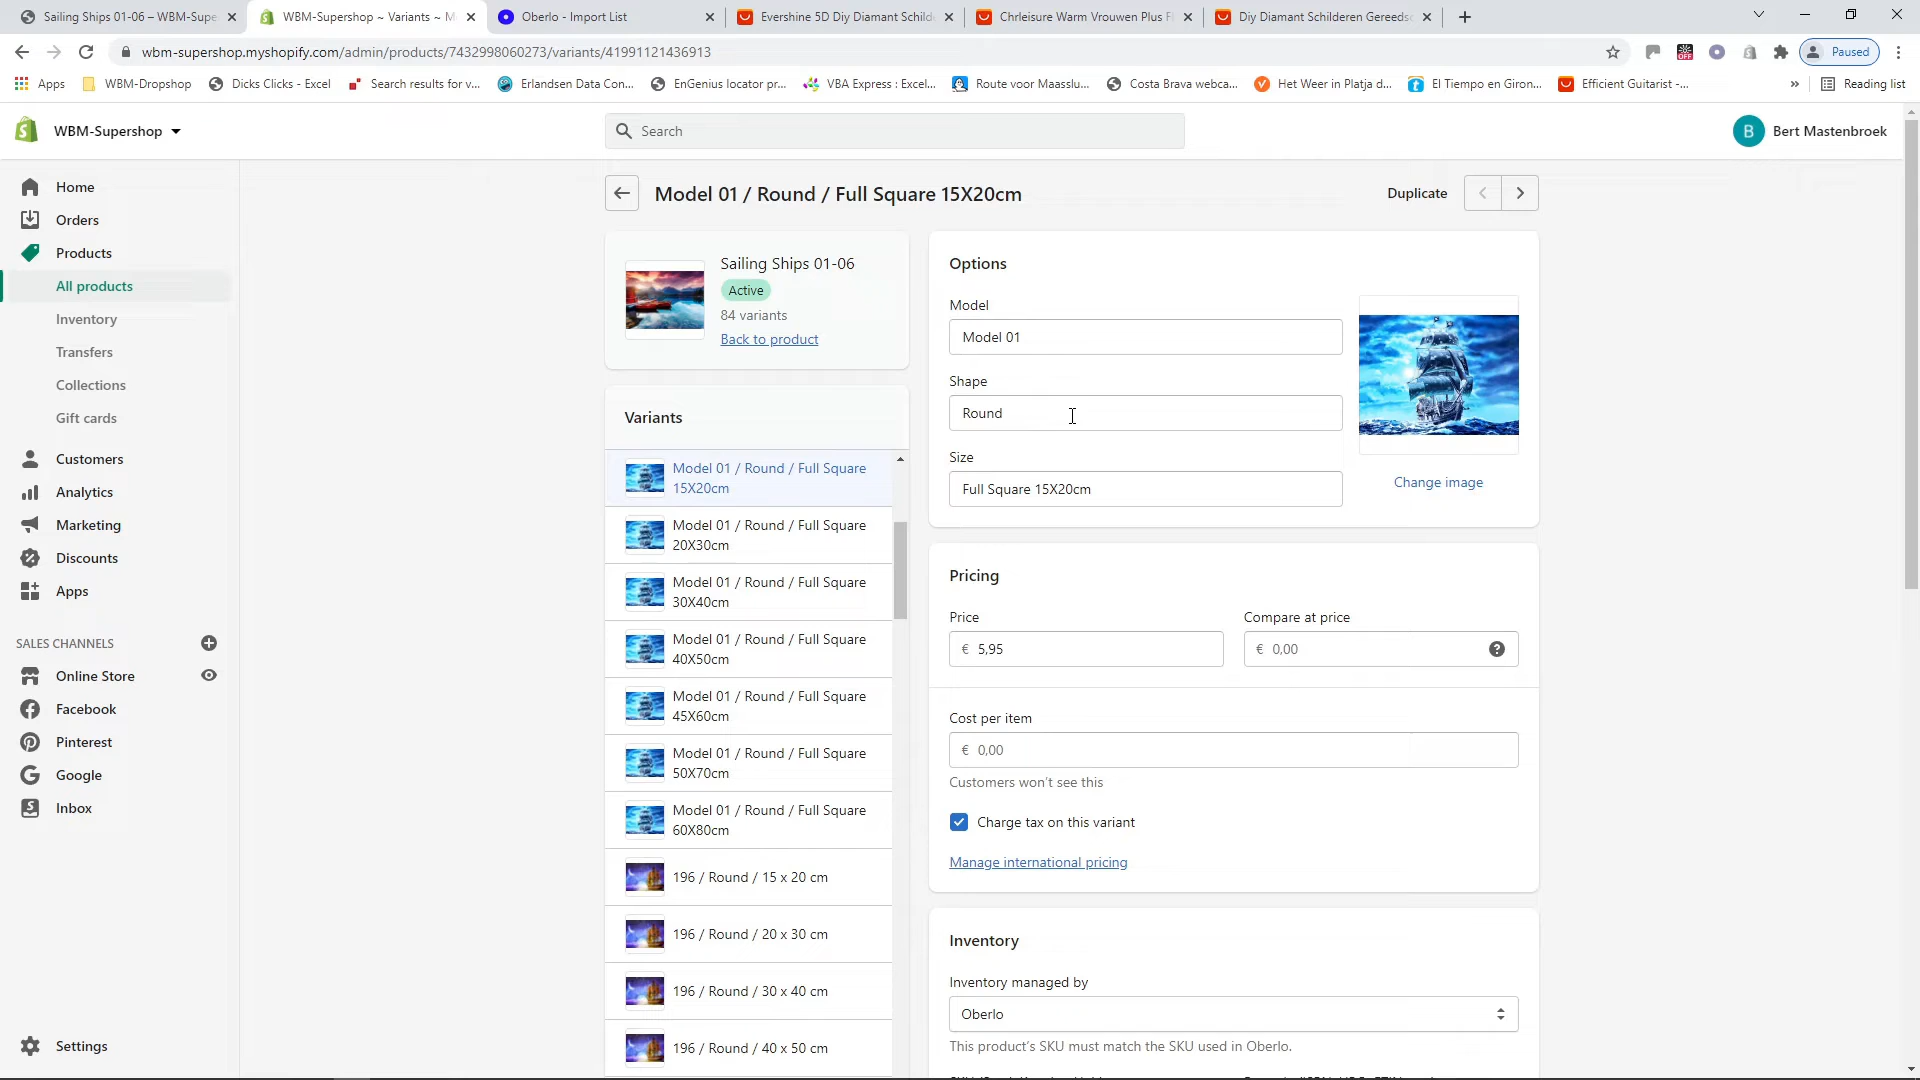 Sailing Ships 01-06 – WBM-Supe
WBM-Supershop ~ Variants ~ M
Oberlo - Import List
Evershine 5D Diy Diamant Schild
Chrleisure Warm Vrouwen Plus F
Diy Diamant Schilderen Gereeds
wbm-supershop.myshopify.com/admin/products/7432998060273/variants/41991121436913
OFF
Paused
Apps
WBM-Dropshop
Dicks Clicks - Excel
Search results for v...
Erlandsen Data Con...
EnGenius locator pr...
VBA Express : Excel...
Route voor Maasslu...
Costa Brava webca...
Het Weer in Platja d...
El Tiempo en Giron...
Efficient Guitarist -...
»
Reading list
WBM-Supershop
Search
B
Bert Mastenbroek
Home
Orders
Products
All products
Inventory
Transfers
Collections
Gift cards
Customers
Analytics
Marketing
Discounts
Apps
SALES CHANNELS
Online Store
Facebook
Pinterest
Google
Inbox
Settings
Model 01 / Round / Full Square 15X20cm
Duplicate
Sailing Ships 01-06
Active
84 variants
Back to product
Variants
Model 01 / Round / Full Square
15X20cm
Model 01 / Round / Full Square
20X30cm
Model 01 / Round / Full Square
30X40cm
Model 01 / Round / Full Square
40X50cm
Model 01 / Round / Full Square
45X60cm
Model 01 / Round / Full Square
50X70cm
Model 01 / Round / Full Square
60X80cm
196 / Round / 15 x 20 cm
196 / Round / 20 x 30 cm
196 / Round / 30 x 40 cm
196 / Round / 40 x 50 cm
Options
Model
Model 01
Shape
Round
Size
Full Square 15X20cm
Change image
Pricing
Price
€ 5,95
Compare at price
€ 0,00
Cost per item
€ 0,00
Customers won't see this
Charge tax on this variant
Manage international pricing
Inventory
Inventory managed by
Oberlo
This product's SKU must match the SKU used in Oberlo.